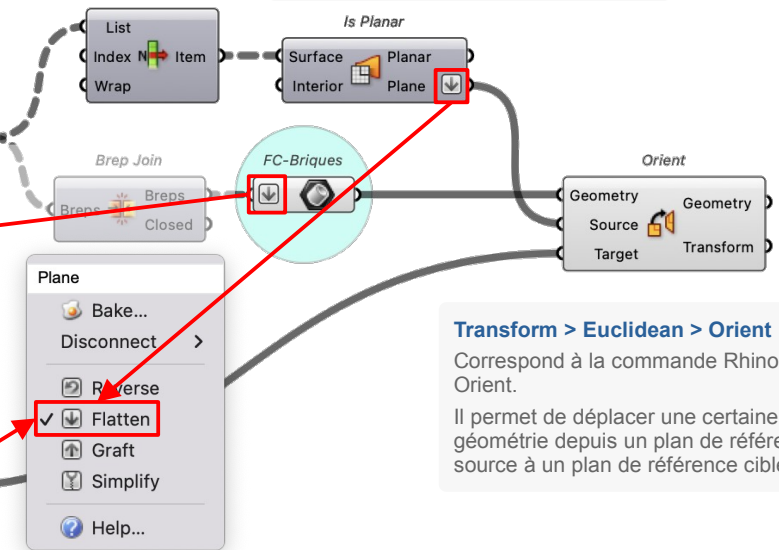 List
Index
Wrap
N
Item
Is Planar
Surface
Interior
Planar
Plane
Brep Join
Breps
Breps
Closed
FC-Briques
Orient
Geometry
Source
Target
Geometry
Transform
Plane
Bake...
Disconnect
Reverse
Flatten
Graft
Simplify
Help...
Transform > Euclidean > Orient
Correspond à la commande Rhino
Orient.
Il permet de déplacer une certaine
géométrie depuis un plan de référe
source à un plan de référence cible